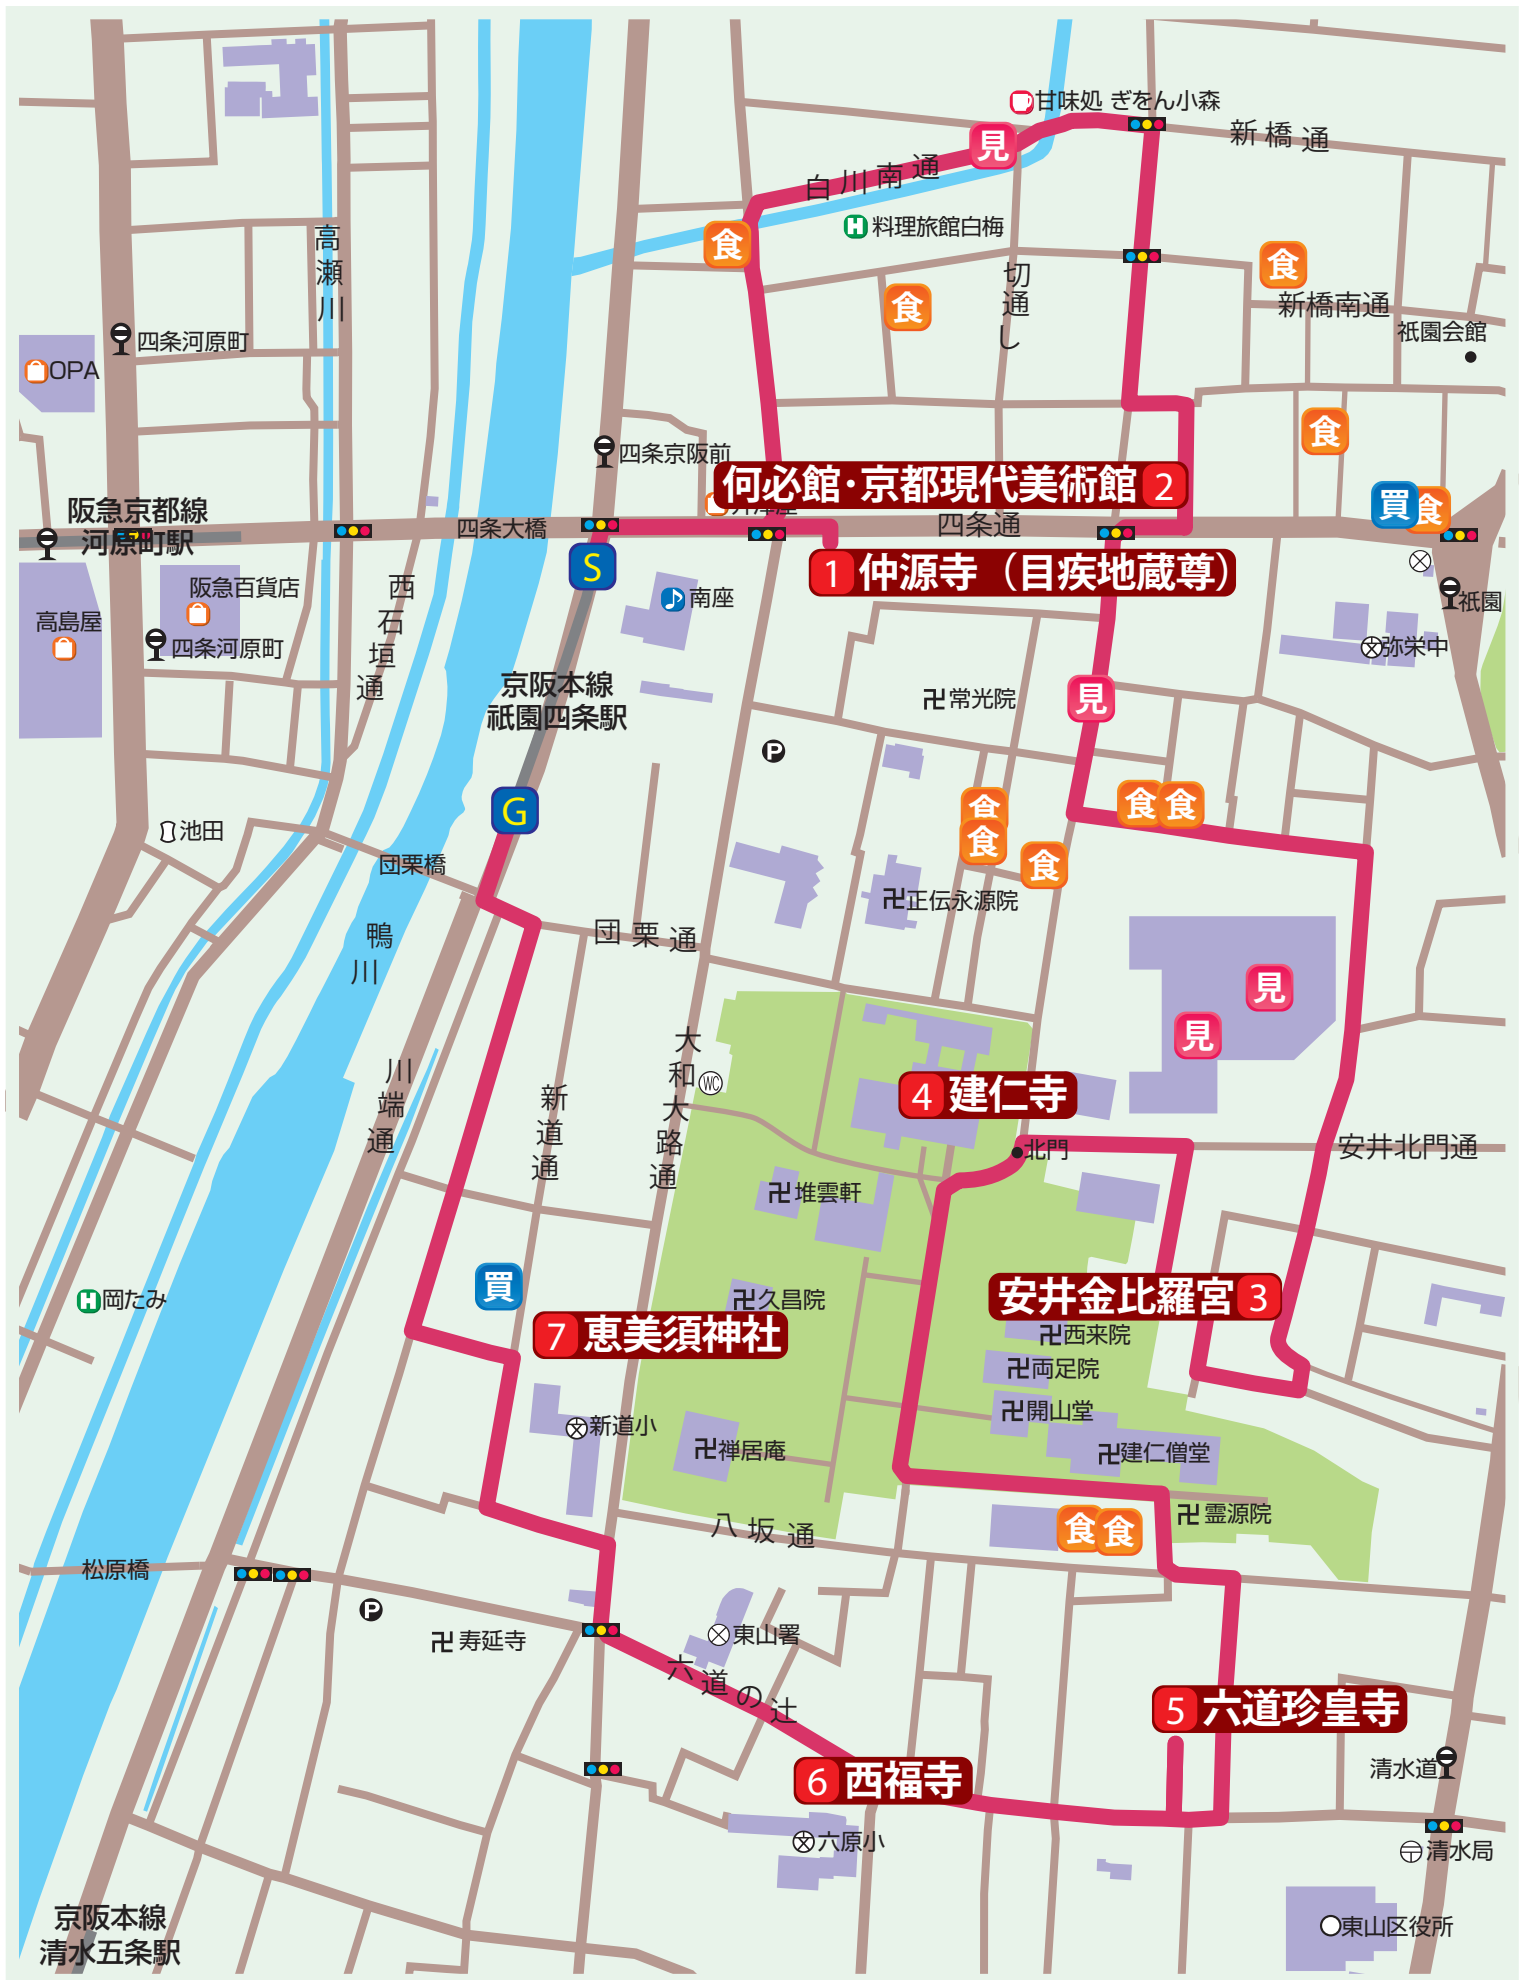 甘味処 ぎをん小森
見
新橋通
白川南通
料理旅館白梅
H
食
高瀬川
切通し
食
食
新橋南通
四条河原町
OPA
祇園会館
食
四条京阪前
何必館・京都現代美術館 2
買
食
阪急京都線
河原町駅
四条大橋
四条通
S
1 仲源寺（目疾地蔵尊）
阪急百貨店
高島屋
四条河原町
西石垣通
南座
祇園
弥栄中
京阪本線
祇園四条駅
卍常光院
見
P
G
食
食
食
食
食
池田
団栗橋
卍正伝永源院
団栗通
鴨川
見
見
大和大路通
WC
川端通
新道通
4 建仁寺
北門
安井北門通
卍堆雲軒
買
H
岡たみ
卍久昌院
安井金比羅宮 3
7 恵美須神社
卍西来院
卍両足院
卍開山堂
新道小
文
卍禅居庵
卍建仁僧堂
八坂通
食
食
卍霊源院
松原橋
P
卍寿延寺
東山署
六道の辻
5 六道珍皇寺
6 西福寺
清水道
文
六原小
清水局
京阪本線
清水五条駅
東山区役所